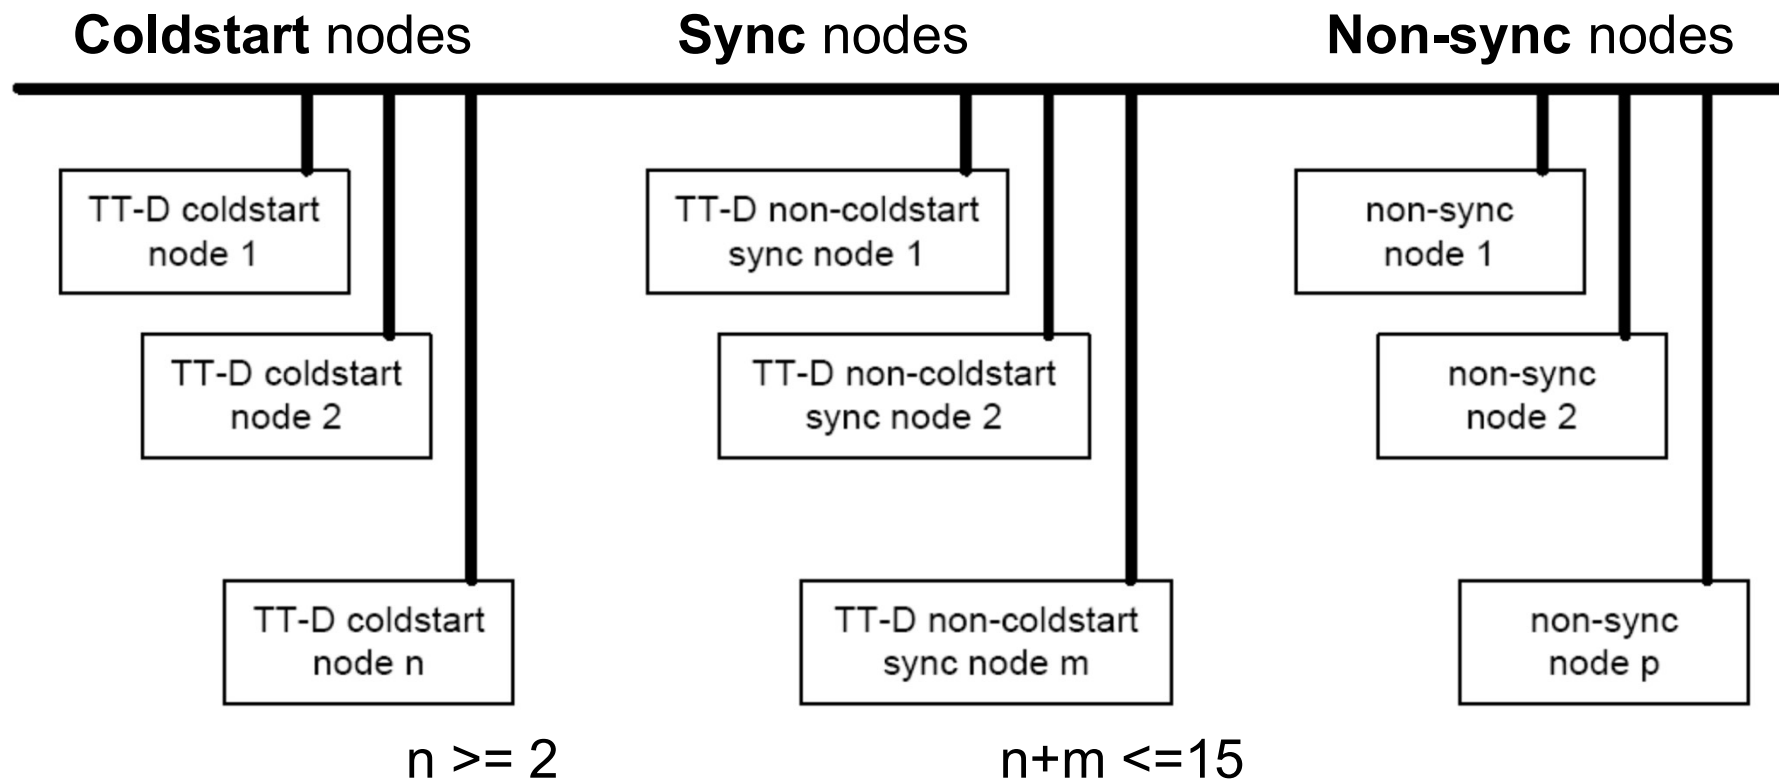 Coldstart nodes
Sync nodes
Non-sync nodes
TT-D coldstart
node 1
TT-D non-coldstart
sync node 1
non-sync
node 1
TT-D coldstart
node 2
TT-D non-coldstart
sync node 2
non-sync
node 2
TT-D coldstart
node n
TT-D non-coldstart
sync node m
non-sync
node p
n >= 2
n+m <=15